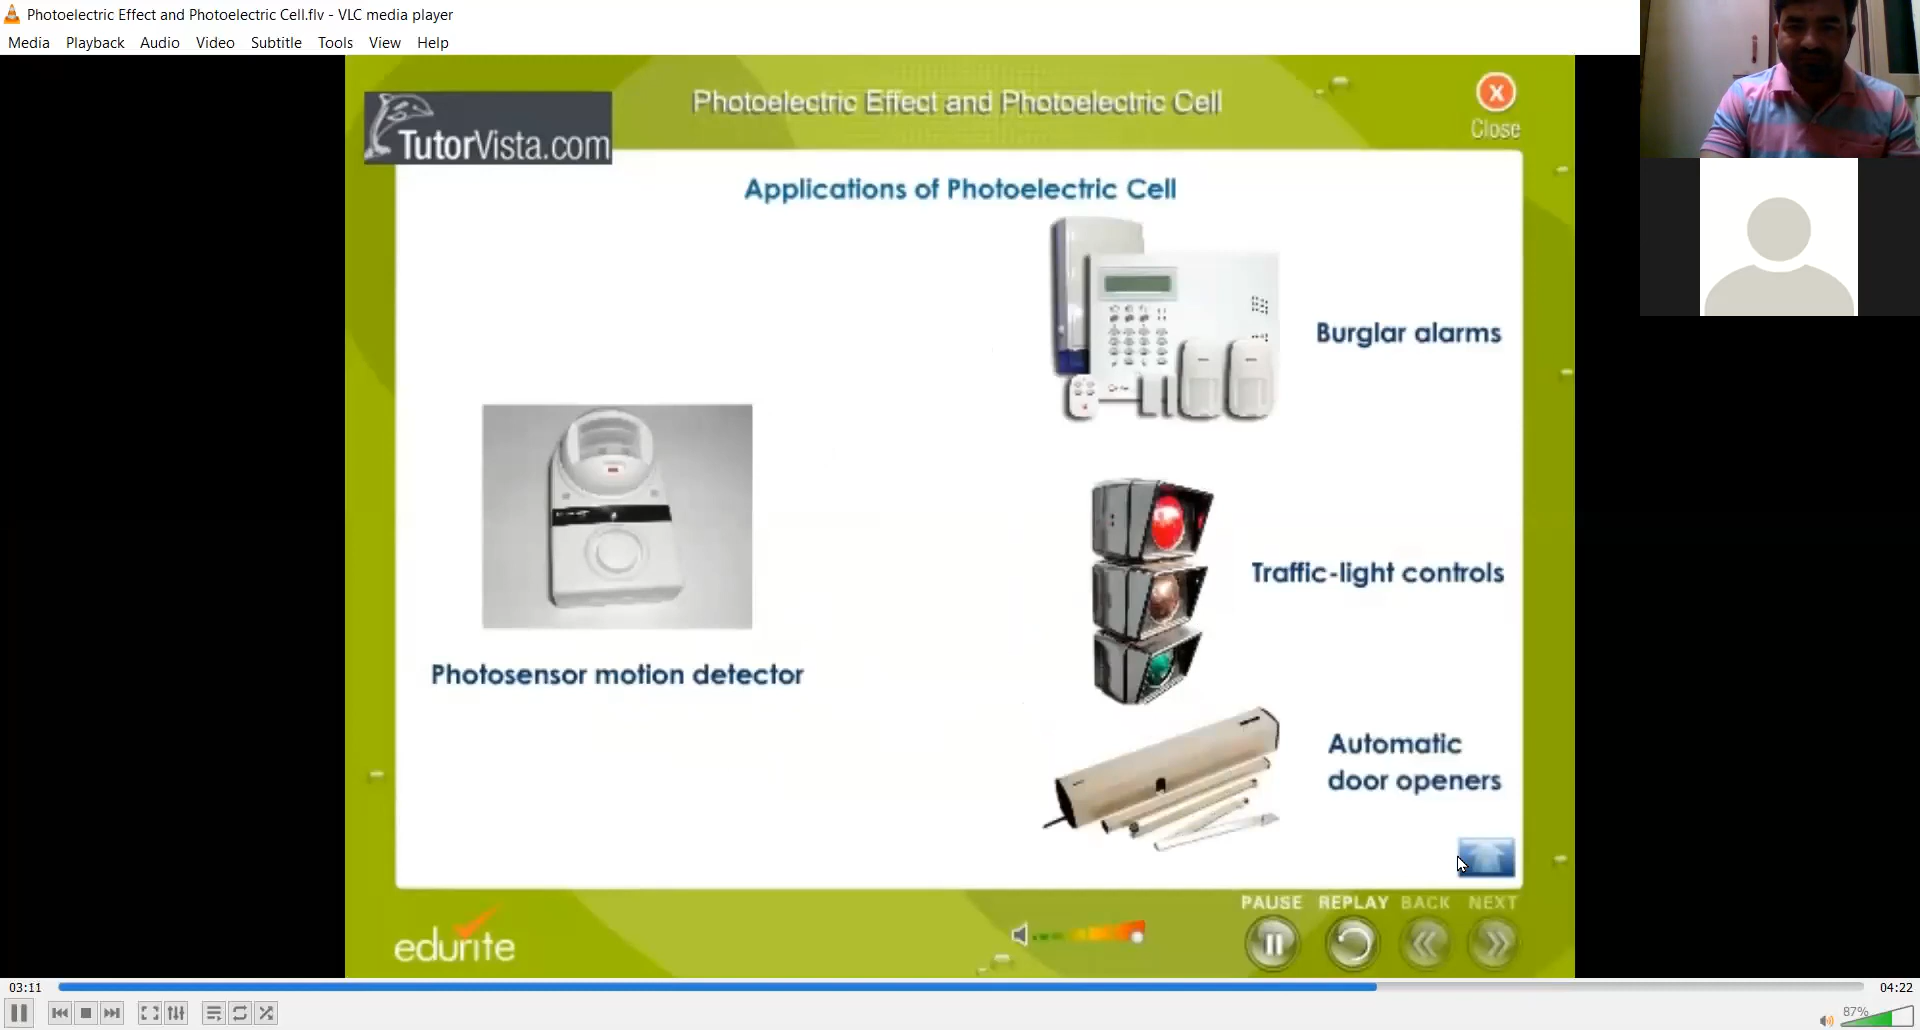 Photoelectric Effect and Photoelectric Cell.flv - VLC media player
Media Playback Audio Video Subtitle Tools View Help
TutorVista.com
Photoelectric Effect and Photoelectric Cell
Close
Applications of Photoelectric Cell
Burglar alarms
Traffic-light controls
Photosensor motion detector
Automatic
door openers
PAUSE REPLAY BACK NEXT
edurite
03:11
04:22
87%